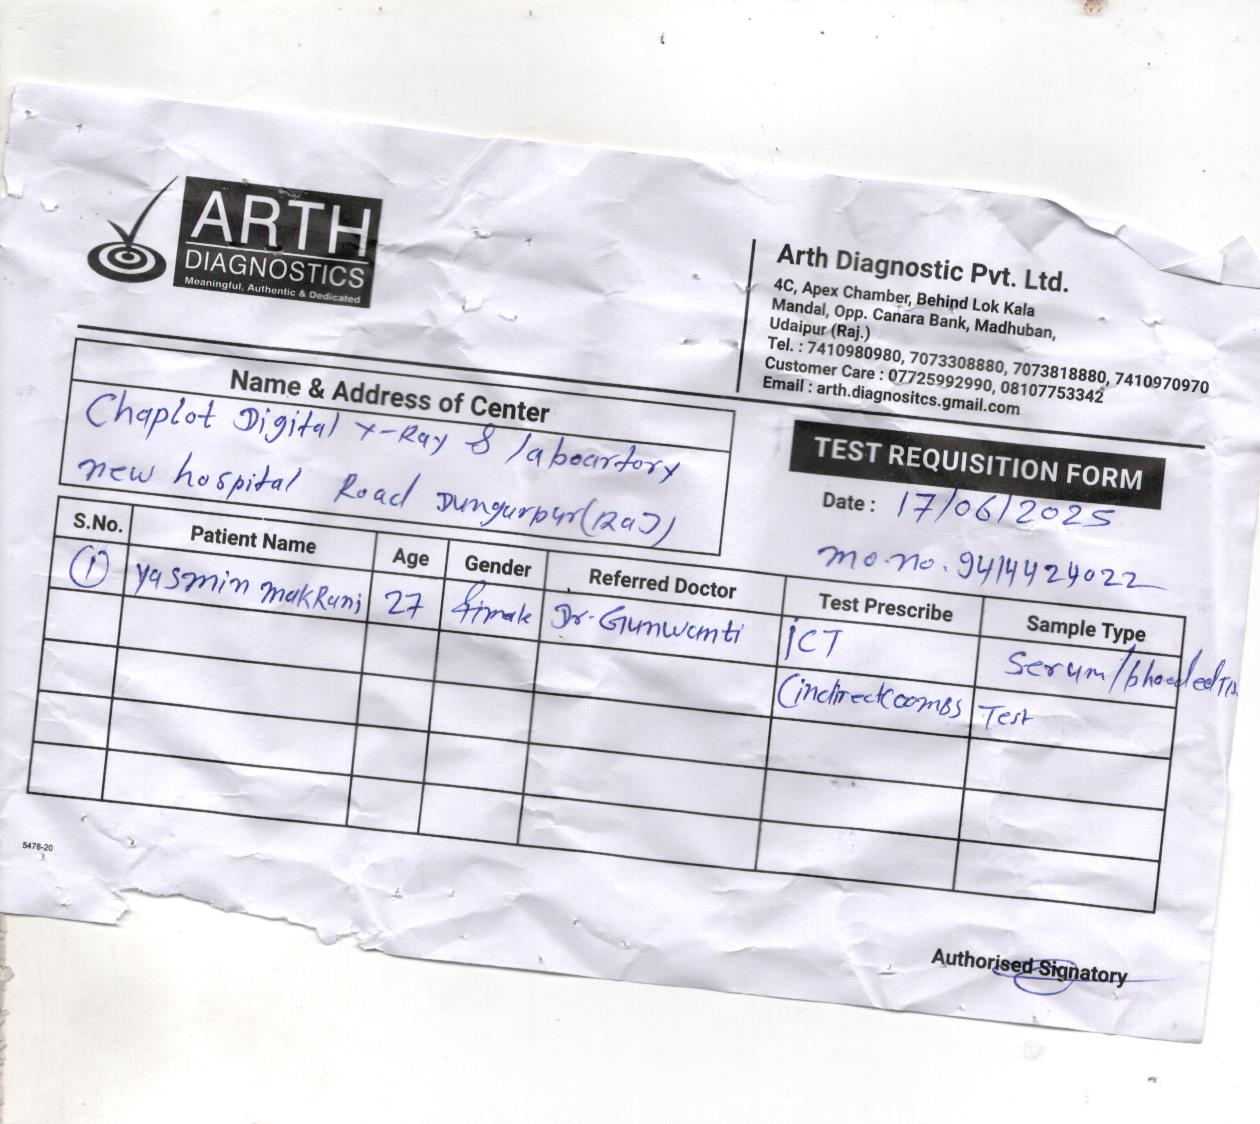 ARTH
DIAGNOSTICS
Meaningful, Authentic & Dedicated
Arth Diagnostic Pvt. Ltd.
4C, Apex Chamber, Behind Lok Kala
Mandal, Opp. Canara Bank, Madhuban,
Udaipur (Raj.)
Tel. : 7410980980, 7073308880, 7073818880, 7410970970
Customer Care : 07725992990, 08107753342
Email : arth.diagnositcs.gmail.com
Name & Address of Center
Chaplot Digital X-Ray & laboartory
new hospital Road Dungurpur (RaJ)
TEST REQUISITION FORM
Date : 17/06/2025
mo.no. 9414424022
S.No. Patient Name Age Gender Referred Doctor Test Prescribe Sample Type
1 Yasmin makRani 27 Dr. Gunwanti ICT Serum/
(indirect coombs Test
5478-20
Authorised Signatory